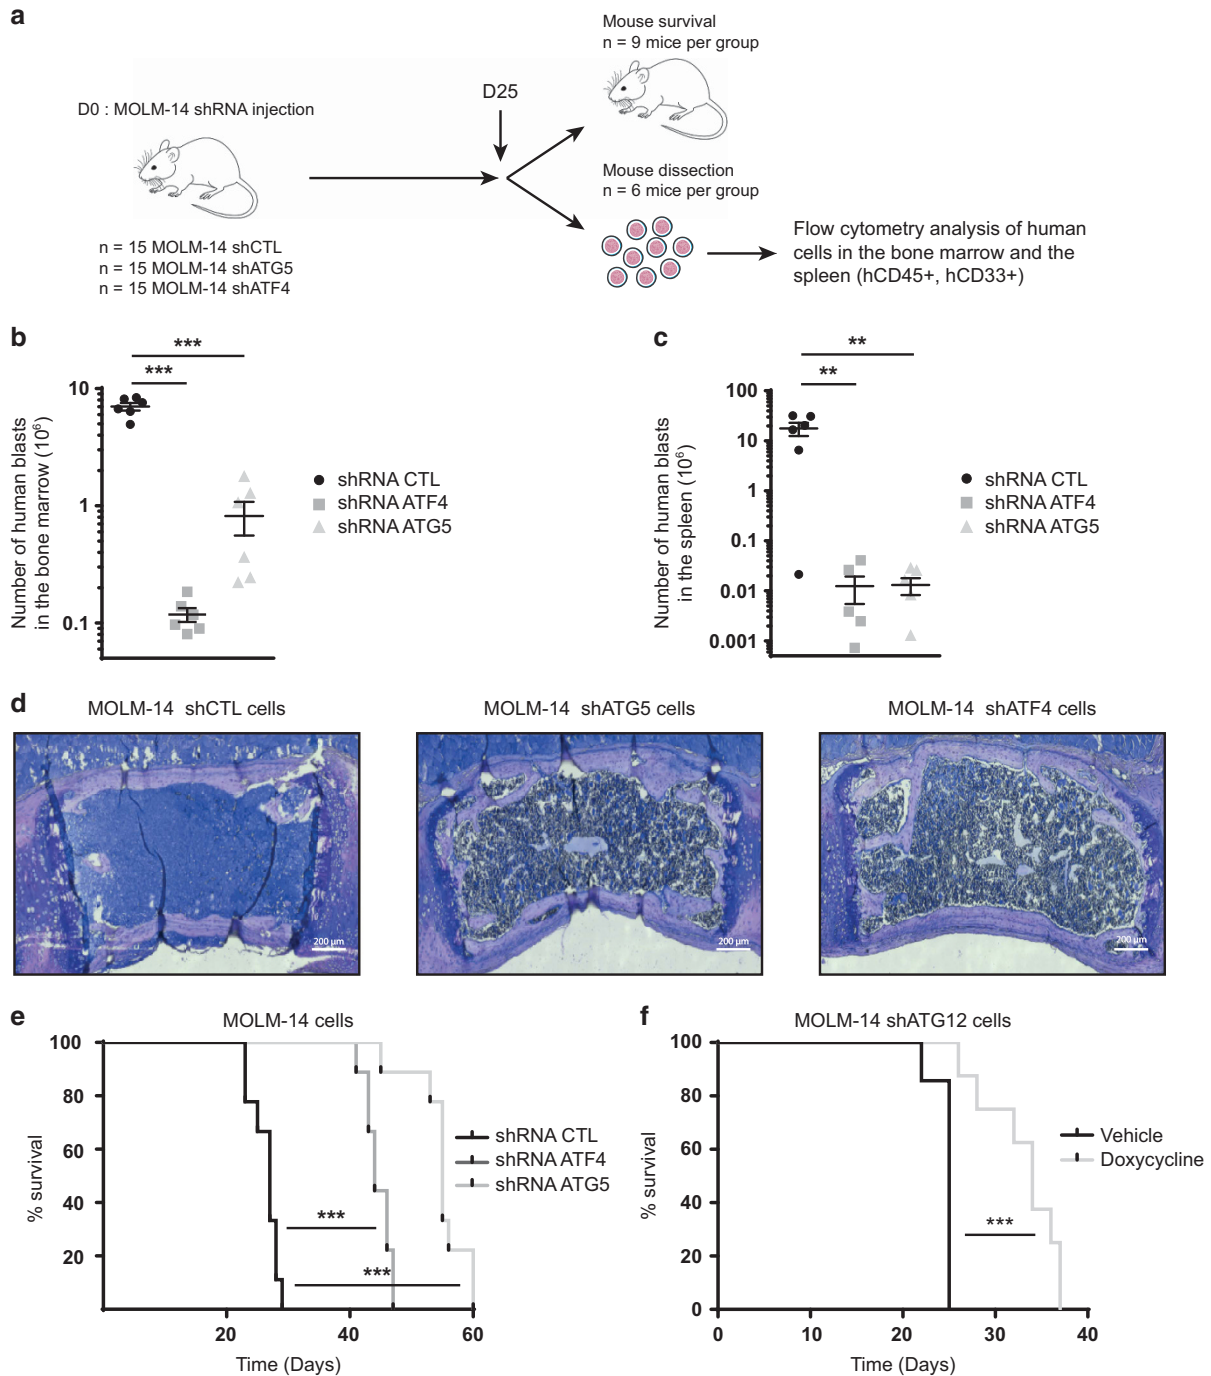 a
Mouse survival
n = 9 mice per group
D25
D0 : MOLM-14 shRNA injection
Mouse dissection
n = 6 mice per group
n = 15 MOLM-14 shCTL
n = 15 MOLM-14 shATG5
n = 15 MOLM-14 shATF4
Flow cytometry analysis of human
cells in the bone marrow and the
spleen (hCD45+, hCD33+)
b
***
***
10
1
0.1
Number of human blasts
in the bone marrow (10⁶)
shRNA CTL
shRNA ATF4
shRNA ATG5
c
**
**
100
10
1
0.1
0.01
0.001
Number of human blasts
in the spleen (10⁶)
shRNA CTL
shRNA ATF4
shRNA ATG5
d
MOLM-14 shCTL cells
MOLM-14 shATG5 cells
MOLM-14 shATF4 cells
200 µm
200 µm
200 µm
e
MOLM-14 cells
100
80
60
40
20
% survival
shRNA CTL
shRNA ATF4
shRNA ATG5
***
***
20
40
60
Time (Days)
f
MOLM-14 shATG12 cells
100
80
60
40
20
0
% survival
Vehicle
Doxycycline
***
0
10
20
30
40
Time (Days)